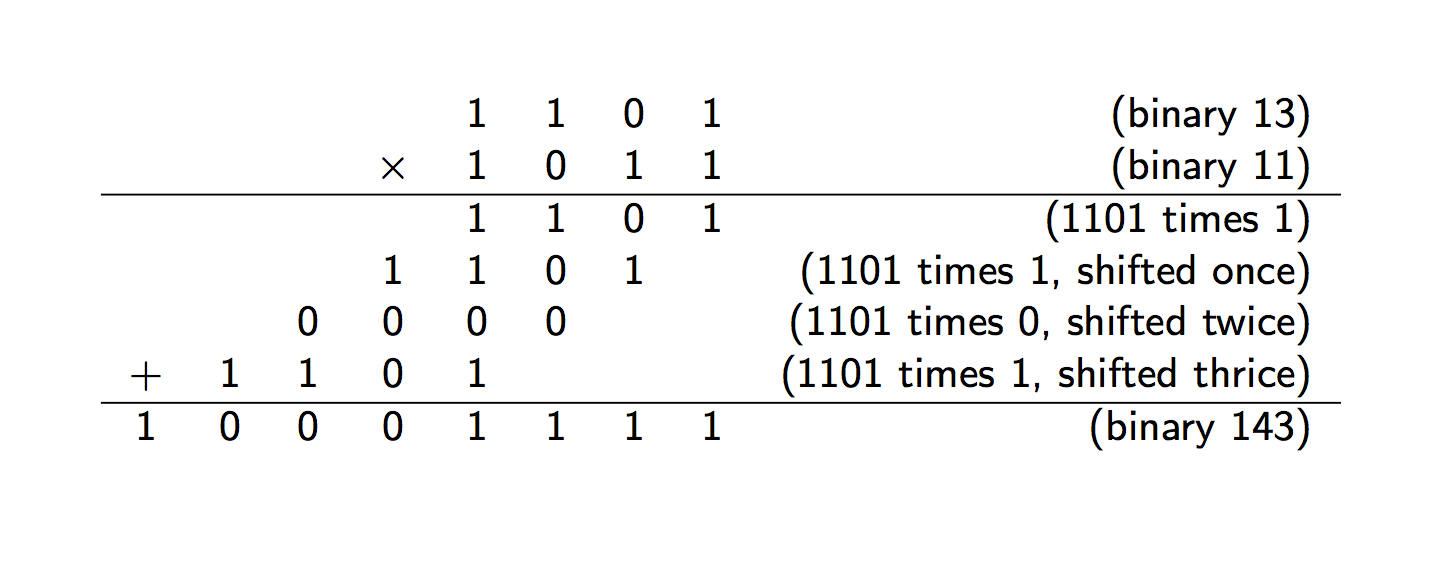 1 1 0 1 (binary 13)
× 1 0 1 1 (binary 11)
1 1 0 1 (1101 times 1)
1 1 0 1 (1101 times 1, shifted once)
0 0 0 0 (1101 times 0, shifted twice)
+ 1 1 0 1 (1101 times 1, shifted thrice)
1 0 0 0 1 1 1 1 (binary 143)